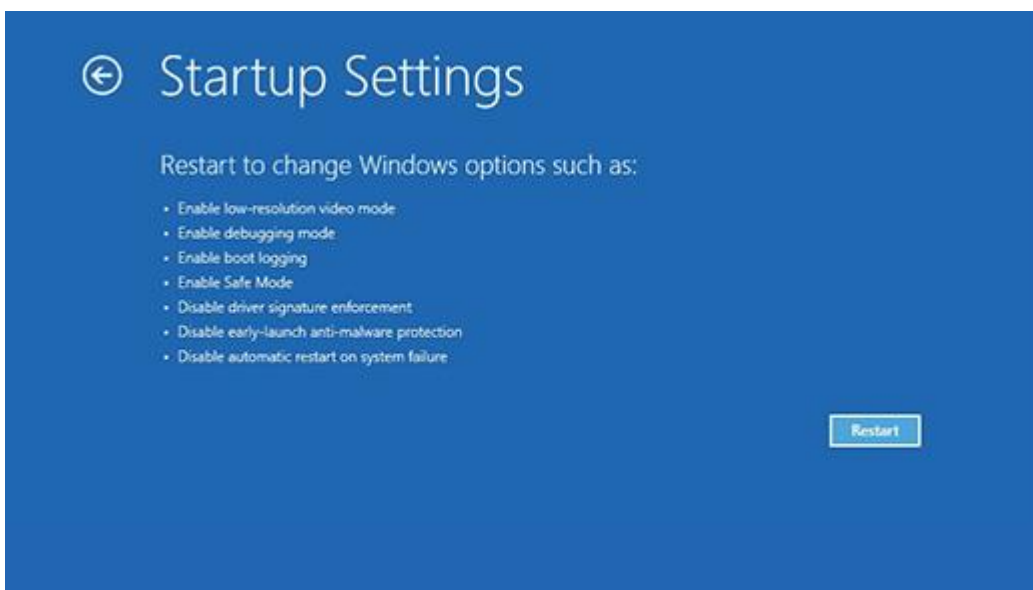 Startup Settings
Restart to change Windows options such as:
• Enable low-resolution video mode
• Enable debugging mode
• Enable boot logging
• Enable Safe Mode
• Disable driver signature enforcement
• Disable early-launch anti-malware protection
• Disable automatic restart on system failure
Restart